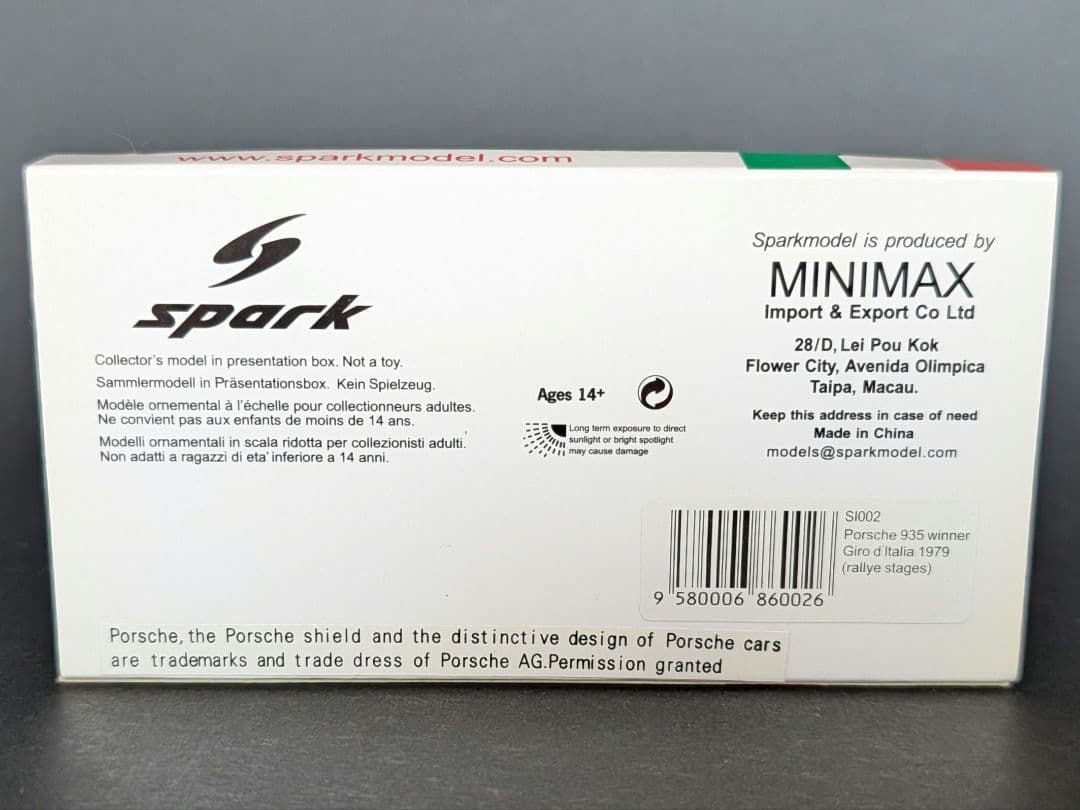 www.sparkmodel.com
spark
Collector's model in presentation box. Not a toy.
Sammlermodell in Präsentationsbox. Kein Spielzeug.
Modèle ornemental à l'échelle pour collectionneurs adultes.
Ne convient pas aux enfants de moins de 14 ans.
Modelli ornamentali in scala ridotta per collezionisti adulti.
Non adatti a ragazzi di eta' inferiore a 14 anni.
Ages 14+
Long term exposure to direct
sunlight or bright spotlight
may cause damage
Sparkmodel is produced by
MINIMAX
Import & Export Co Ltd
28/D, Lei Pou Kok
Flower City, Avenida Olimpica
Taipa, Macau.
Keep this address in case of need
Made in China
models@sparkmodel.com
SI002
Porsche 935 winner
Giro d'Italia 1979
(rallye stages)
9 580006 860026
Porsche, the Porsche shield and the distinctive design of Porsche cars
are trademarks and trade dress of Porsche AG.Permission granted